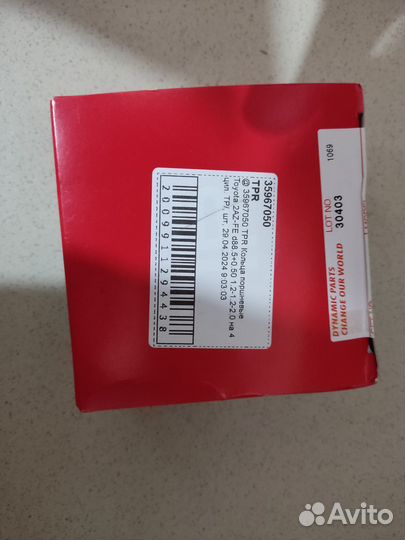 35967050
TPR
@ 35967050 TPR Кольца поршневые
Toyota 2AZ-FE d88.5+0.50 1.2-1.2-2.0 на 4
цил. TPR, шт. 29.04.2024 9:03:03
2000991294438
1069
LOT NO
30403
DYNAMIC PARTS
CHANGE OUR WORLD
Avito